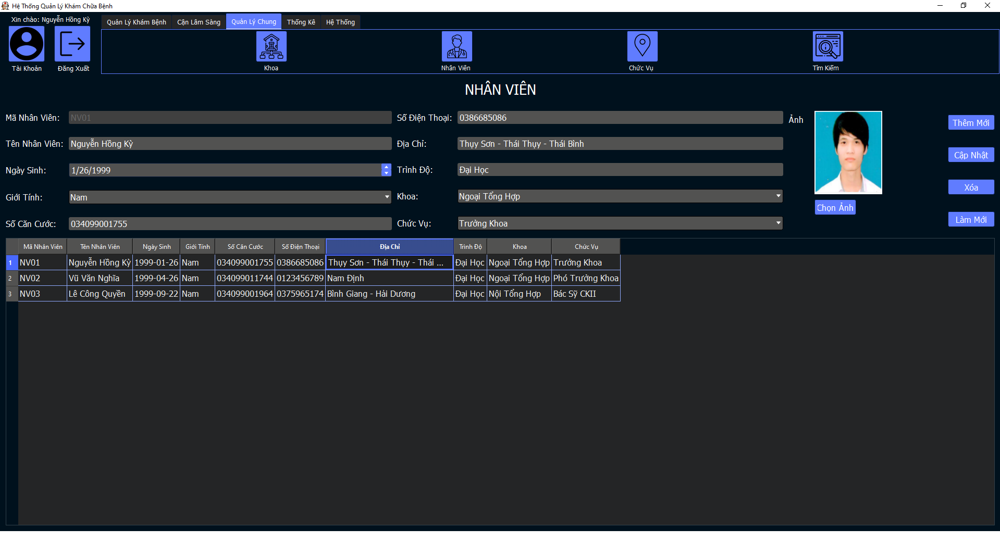 Hệ Thống Quản Lý Khám Chữa Bệnh
Xin chào: Nguyễn Hồng Kỳ
Tài Khoản
Đăng Xuất
Quản Lý Khám Bệnh
Cận Lâm Sàng
Quản Lý Chung
Thống Kê
Hệ Thống
Khoa
Nhân Viên
Chức Vụ
Tìm Kiếm
NHÂN VIÊN
Mã Nhân Viên: NV01
Tên Nhân Viên: Nguyễn Hồng Kỳ
Ngày Sinh: 1/26/1999
Giới Tính: Nam
Số Căn Cước: 034099001755
Số Điện Thoại: 0386685086
Địa Chỉ: Thụy Sơn - Thái Thụy - Thái Bình
Trình Độ: Đại Học
Khoa: Ngoại Tổng Hợp
Chức Vụ: Trưởng Khoa
Ảnh
Chọn Ảnh
Thêm Mới
Cập Nhật
Xóa
Làm Mới
Mã Nhân Viên Tên Nhân Viên Ngày Sinh Giới Tính Số Căn Cước Số Điện Thoại Địa Chỉ Trình Độ Khoa Chức Vụ
1 NV01 Nguyễn Hồng Kỳ 1999-01-26 Nam 034099001755 0386685086 Thụy Sơn - Thái Thụy - Thái ... Đại Học Ngoại Tổng Hợp Trưởng Khoa
2 NV02 Vũ Văn Nghĩa 1999-04-26 Nam 034099011744 0123456789 Nam Định Đại Học Ngoại Tổng Hợp Phó Trưởng Khoa
3 NV03 Lê Công Quyền 1999-09-22 Nam 034099001964 0375965174 Bình Giang - Hải Dương Đại Học Nội Tổng Hợp Bác Sỹ CKII